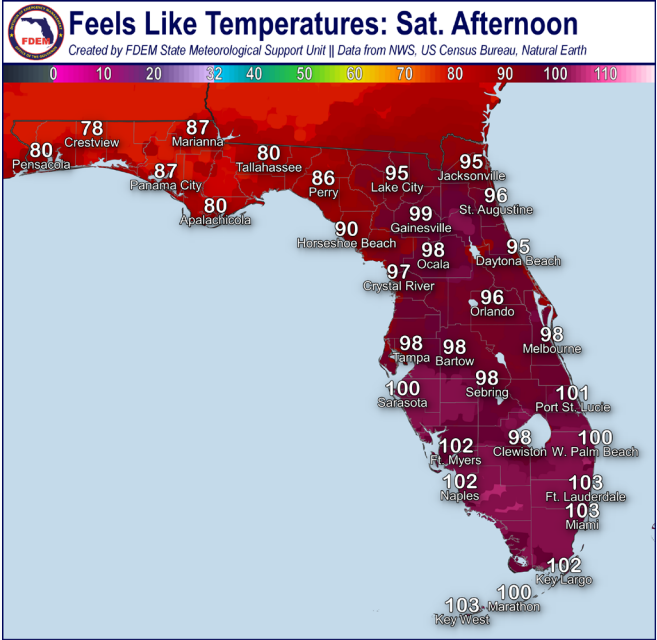 Feels Like Temperatures: Sat. Afternoon
Created by FDEM State Meteorological Support Unit || Data from NWS, US Census Bureau, Natural Earth
FDEM
0 10 20 32 40 50 60 70 80 90 100 110
78
Crestview
87
Marianna
80
Pensacola
87
Panama City
80
Tallahassee
80
Apalachicola
86
Perry
95
Lake City
95
Jacksonville
96
St. Augustine
99
Gainesville
90
Horseshoe Beach
98
Ocala
95
Daytona Beach
97
Crystal River
96
Orlando
98
Tampa
98
Bartow
98
Melbourne
98
Sebring
100
Sarasota
101
Port St. Lucie
102
Ft. Myers
98
Clewiston
100
W. Palm Beach
102
Naples
103
Ft. Lauderdale
103
Miami
102
Key Largo
100
Marathon
103
Key West